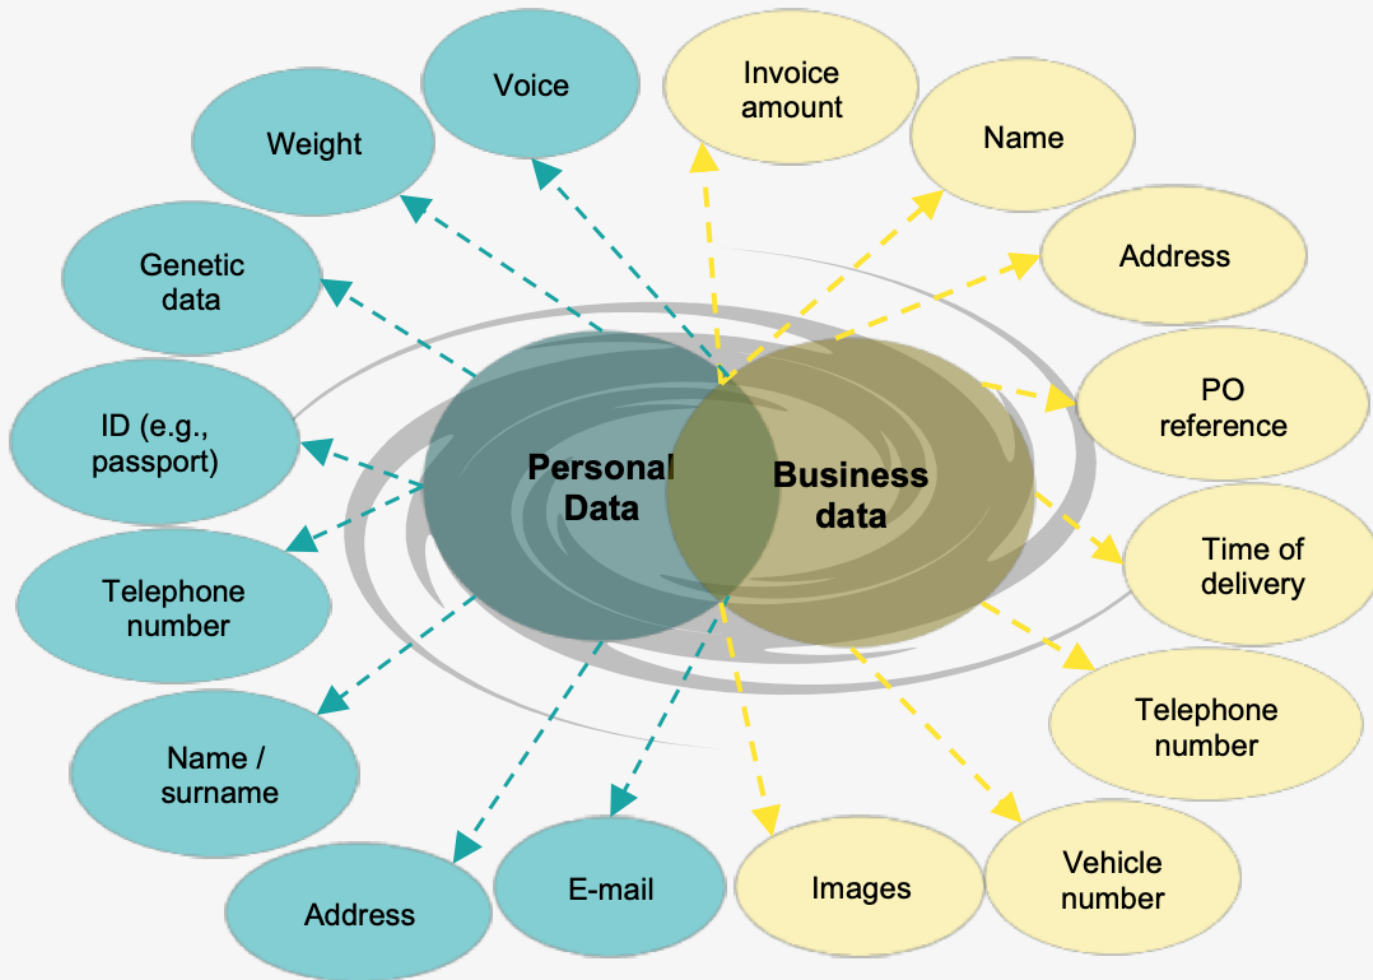 Voice
Weight
Genetic
data
ID (e.g.,
passport)
Telephone
number
Name /
surname
Address
E-mail
Personal
Data
Business
data
Invoice
amount
Name
Address
PO
reference
Time of
delivery
Telephone
number
Vehicle
number
Images